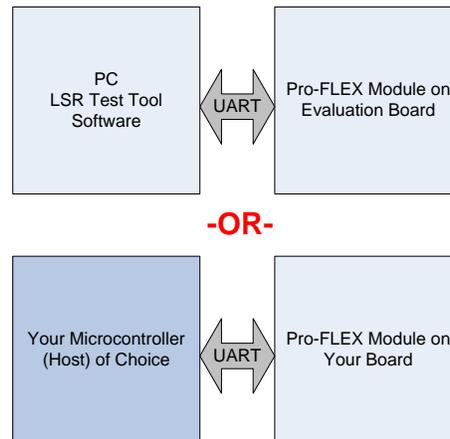 PC
LSR Test Tool
Software
UART
Pro-FLEX Module on
Evaluation Board
-OR-
Your Microcontroller
(Host) of Choice
UART
Pro-FLEX Module on
Your Board